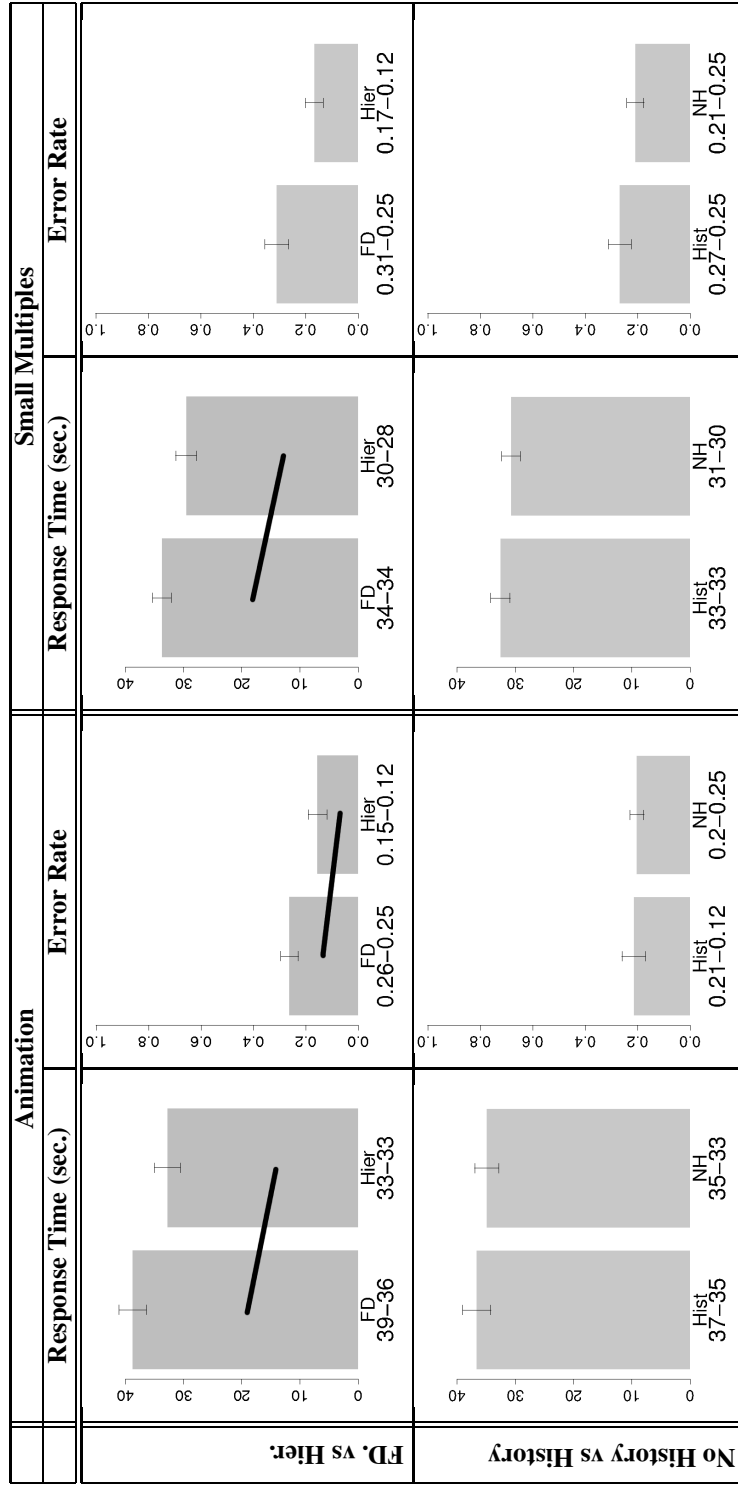 Animation
Small Multiples
Response Time (sec.)
Error Rate
Response Time (sec.)
Error Rate
FD. vs Hier.
0 10 20 30 40
FD
39−36
Hier
33−33
0.0 0.2 0.4 0.6 0.8 1.0
FD
0.26−0.25
Hier
0.15−0.12
0 10 20 30 40
FD
34−34
Hier
30−28
0.0 0.2 0.4 0.6 0.8 1.0
FD
0.31−0.25
Hier
0.17−0.12
No History vs History
0 10 20 30 40
Hist
37−35
NH
35−33
0.0 0.2 0.4 0.6 0.8 1.0
Hist
0.21−0.12
NH
0.2−0.25
0 10 20 30 40
Hist
33−33
NH
31−30
0.0 0.2 0.4 0.6 0.8 1.0
Hist
0.27−0.25
NH
0.21−0.25